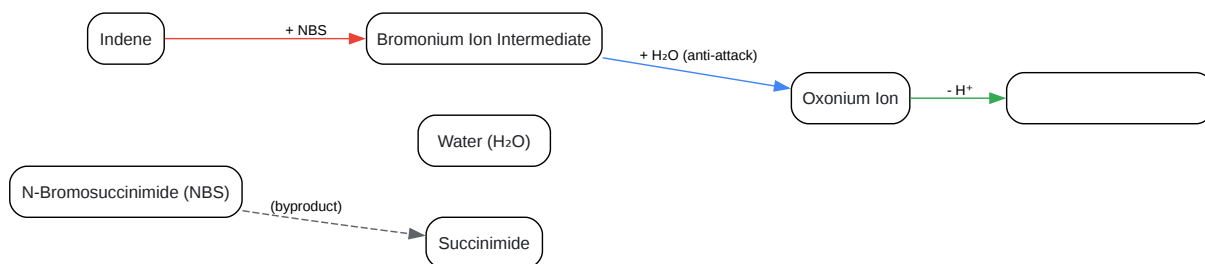 Indene
+ NBS
Bromonium Ion Intermediate
+ H₂O (anti-attack)
Oxonium Ion
- H⁺
Water (H₂O)
N-Bromosuccinimide (NBS)
(byproduct)
Succinimide